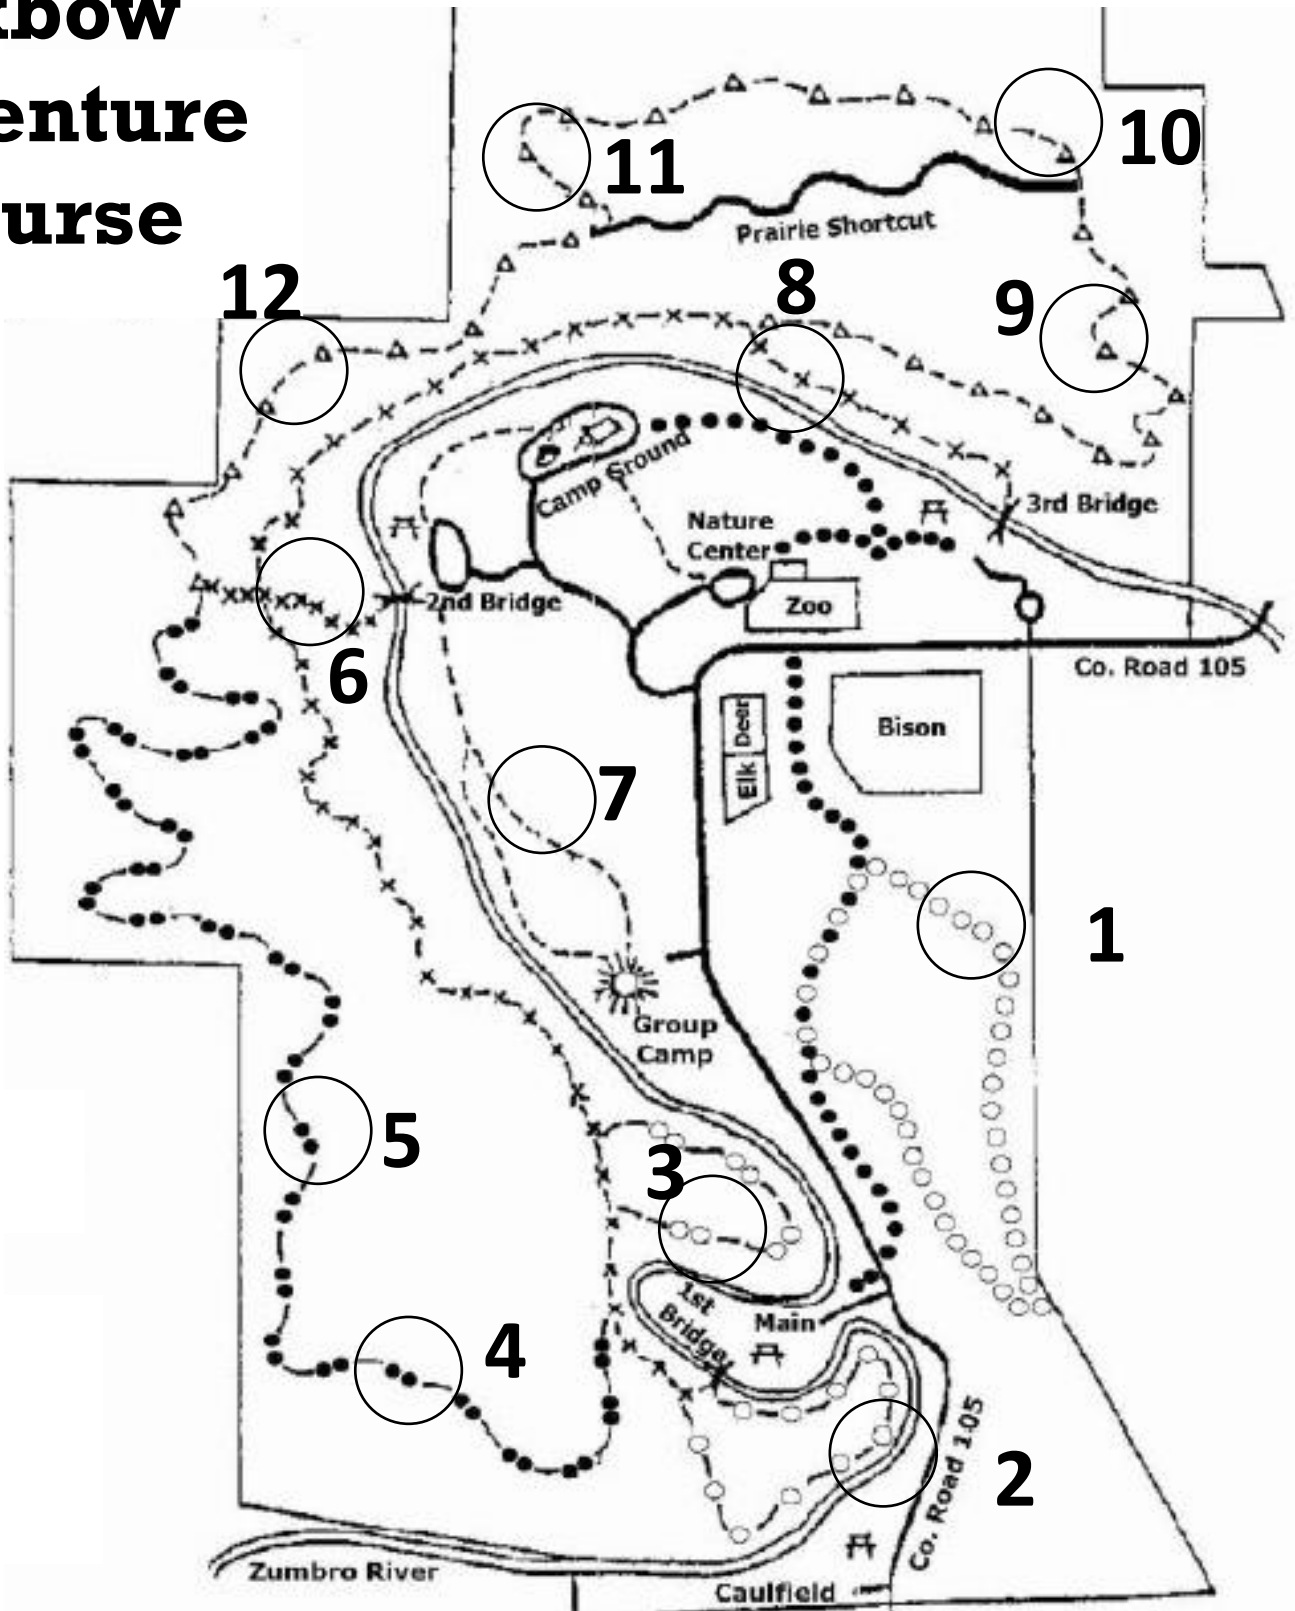 kbow
enture
urse
10
11
Prairie Shortcut
12
8
9
Camp Ground
3rd Bridge
Nature
Center
2nd Bridge
Zoo
6
Co. Road 105
Deer
Bison
Elk
7
1
Group
Camp
5
3
1st
Bridge
Main
4
Co. Road 105
2
Zumbro River
Caulfield